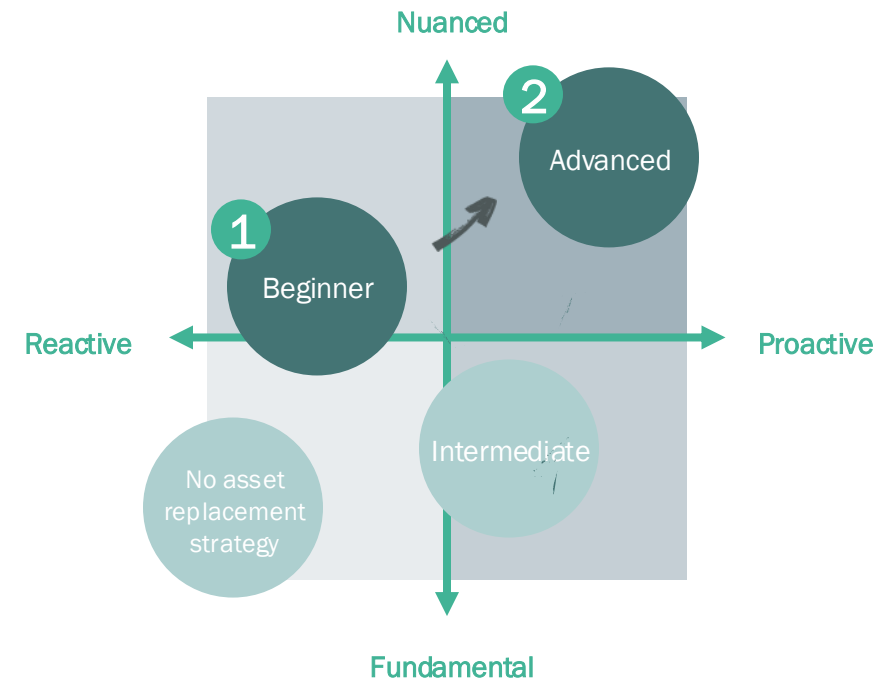 Nuanced
2
Advanced
1
Beginner
Reactive
Proactive
Intermediate
No asset
replacement
strategy
Fundamental